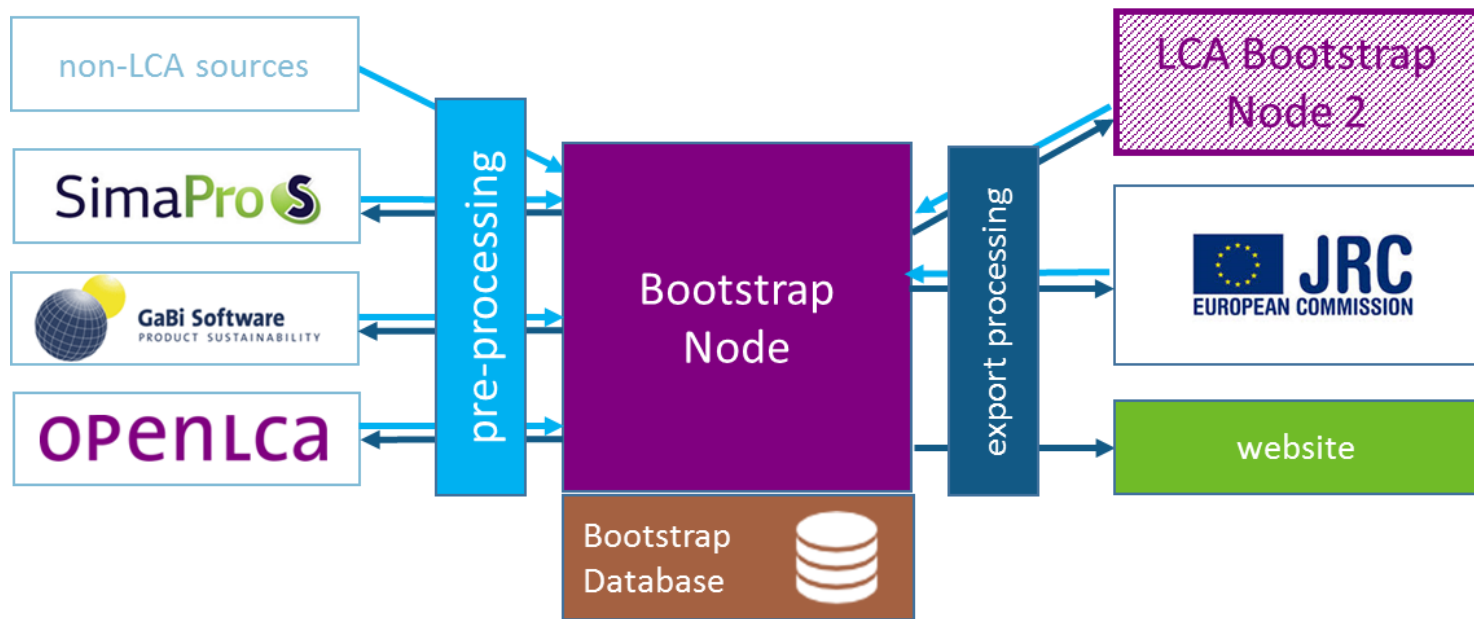 non-LCA sources
SimaPro S
GaBi Software
PRODUCT SUSTAINABILITY
openLca
pre-processing
Bootstrap
Node
Bootstrap
Database
export processing
LCA Bootstrap
Node 2
JRC
EUROPEAN COMMISSION
website